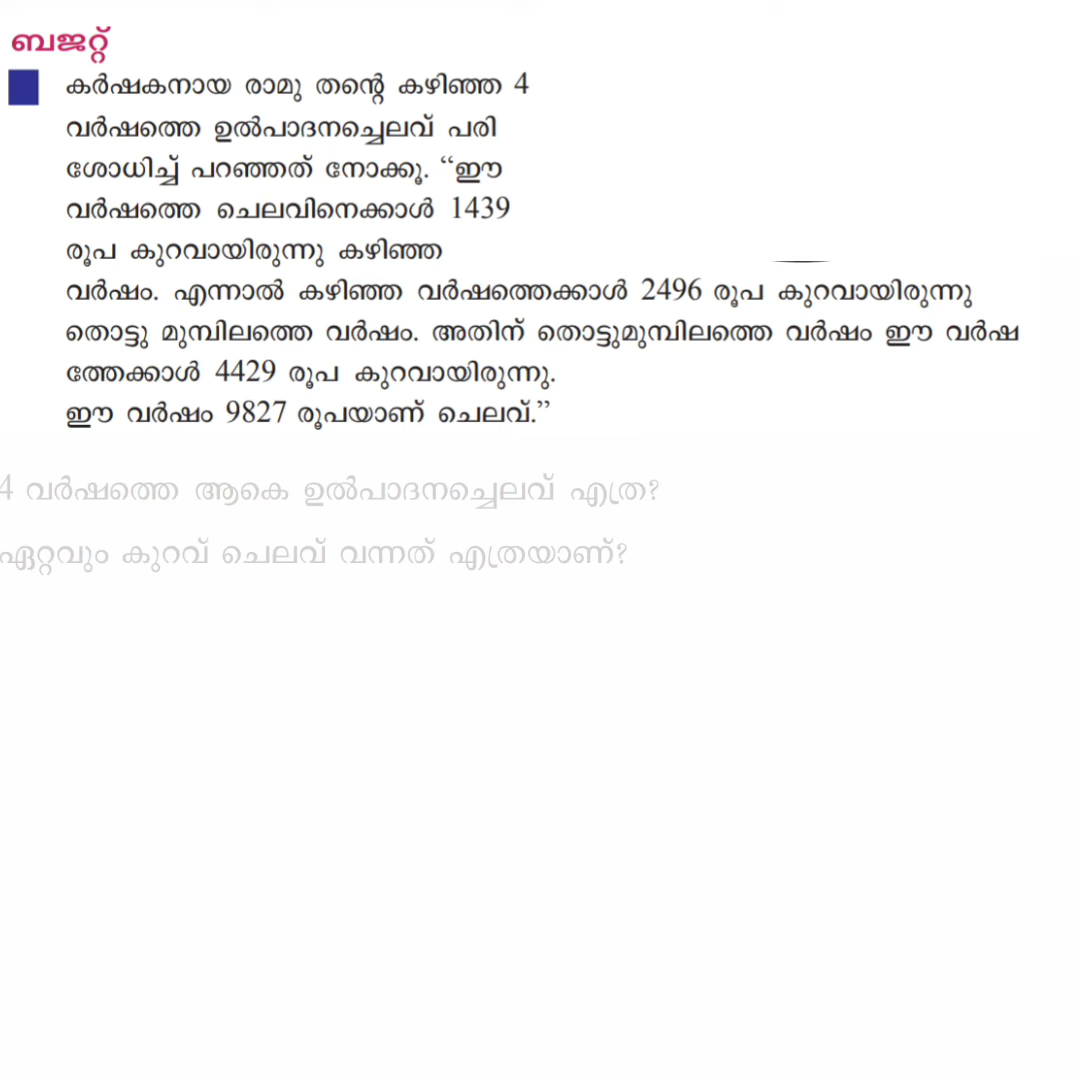 ബജറ്റ്
കർഷകനായ രാമു തന്റെ കഴിഞ്ഞ 4
വർഷത്തെ ഉൽപാദനച്ചെലവ് പരി
ശോധിച്ച് പറഞ്ഞത് നോക്കൂ. “ഈ
വർഷത്തെ ചെലവിനെക്കാൾ 1439
രൂപ കുറവായിരുന്നു കഴിഞ്ഞ
വർഷം. എന്നാൽ കഴിഞ്ഞ വർഷത്തെക്കാൾ 2496 രൂപ കുറവായിരുന്നു
തൊട്ടു മുമ്പിലത്തെ വർഷം. അതിന് തൊട്ടുമുമ്പിലത്തെ വർഷം ഈ വർഷ
ത്തേക്കാൾ 4429 രൂപ കുറവായിരുന്നു.
ഈ വർഷം 9827 രൂപയാണ് ചെലവ്.”
4 വർഷത്തെ ആകെ ഉൽപാദനച്ചെലവ് എത്ര?
ഏറ്റവും കുറവ് ചെലവ് വന്നത് എത്രയാണ്?